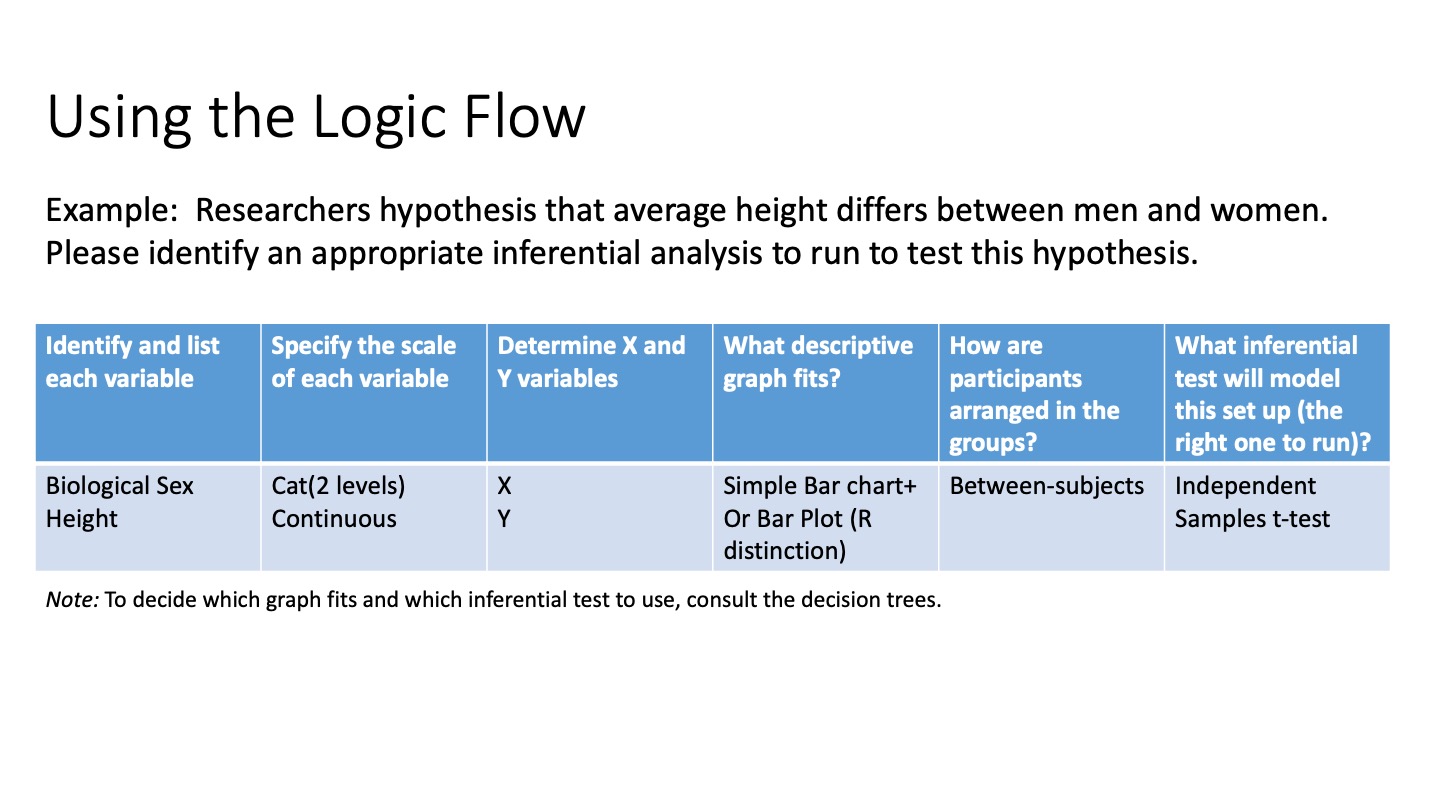 Using the Logic Flow
Example:  Researchers hypothesis that average height differs between men and women.
Please identify an appropriate inferential analysis to run to test this hypothesis.
Identify and list
each variable
Specify the scale
of each variable
Determine X and
Y variables
What descriptive
graph fits?
How are
participants
arranged in the
groups?
What inferential
test will model
this set up (the
right one to run)?
Biological Sex
Height
Cat(2 levels)
Continuous
X
Y
Simple Bar chart+
Or Bar Plot (R
distinction)
Between-subjects
Independent
Samples t-test
Note: To decide which graph fits and which inferential test to use, consult the decision trees.